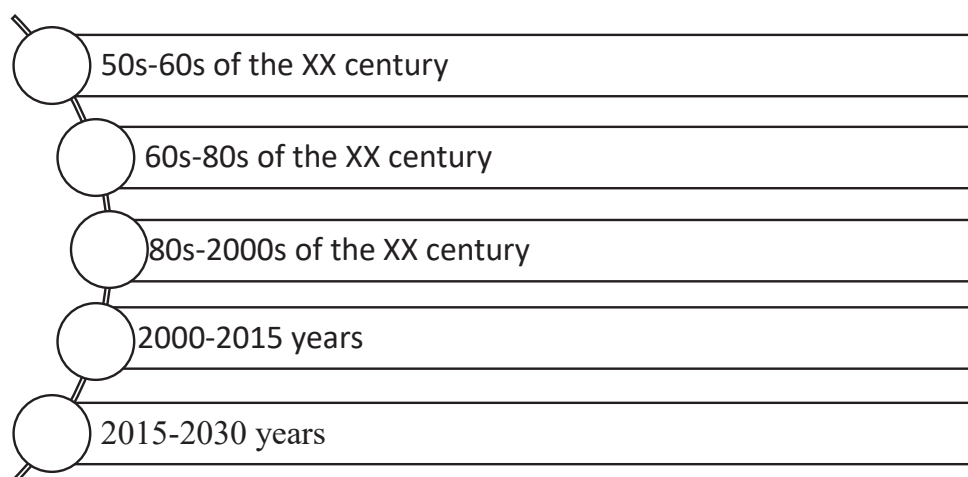 50s-60s of the XX century
60s-80s of the XX century
80s-2000s of the XX century
2000-2015 years
2015-2030 years